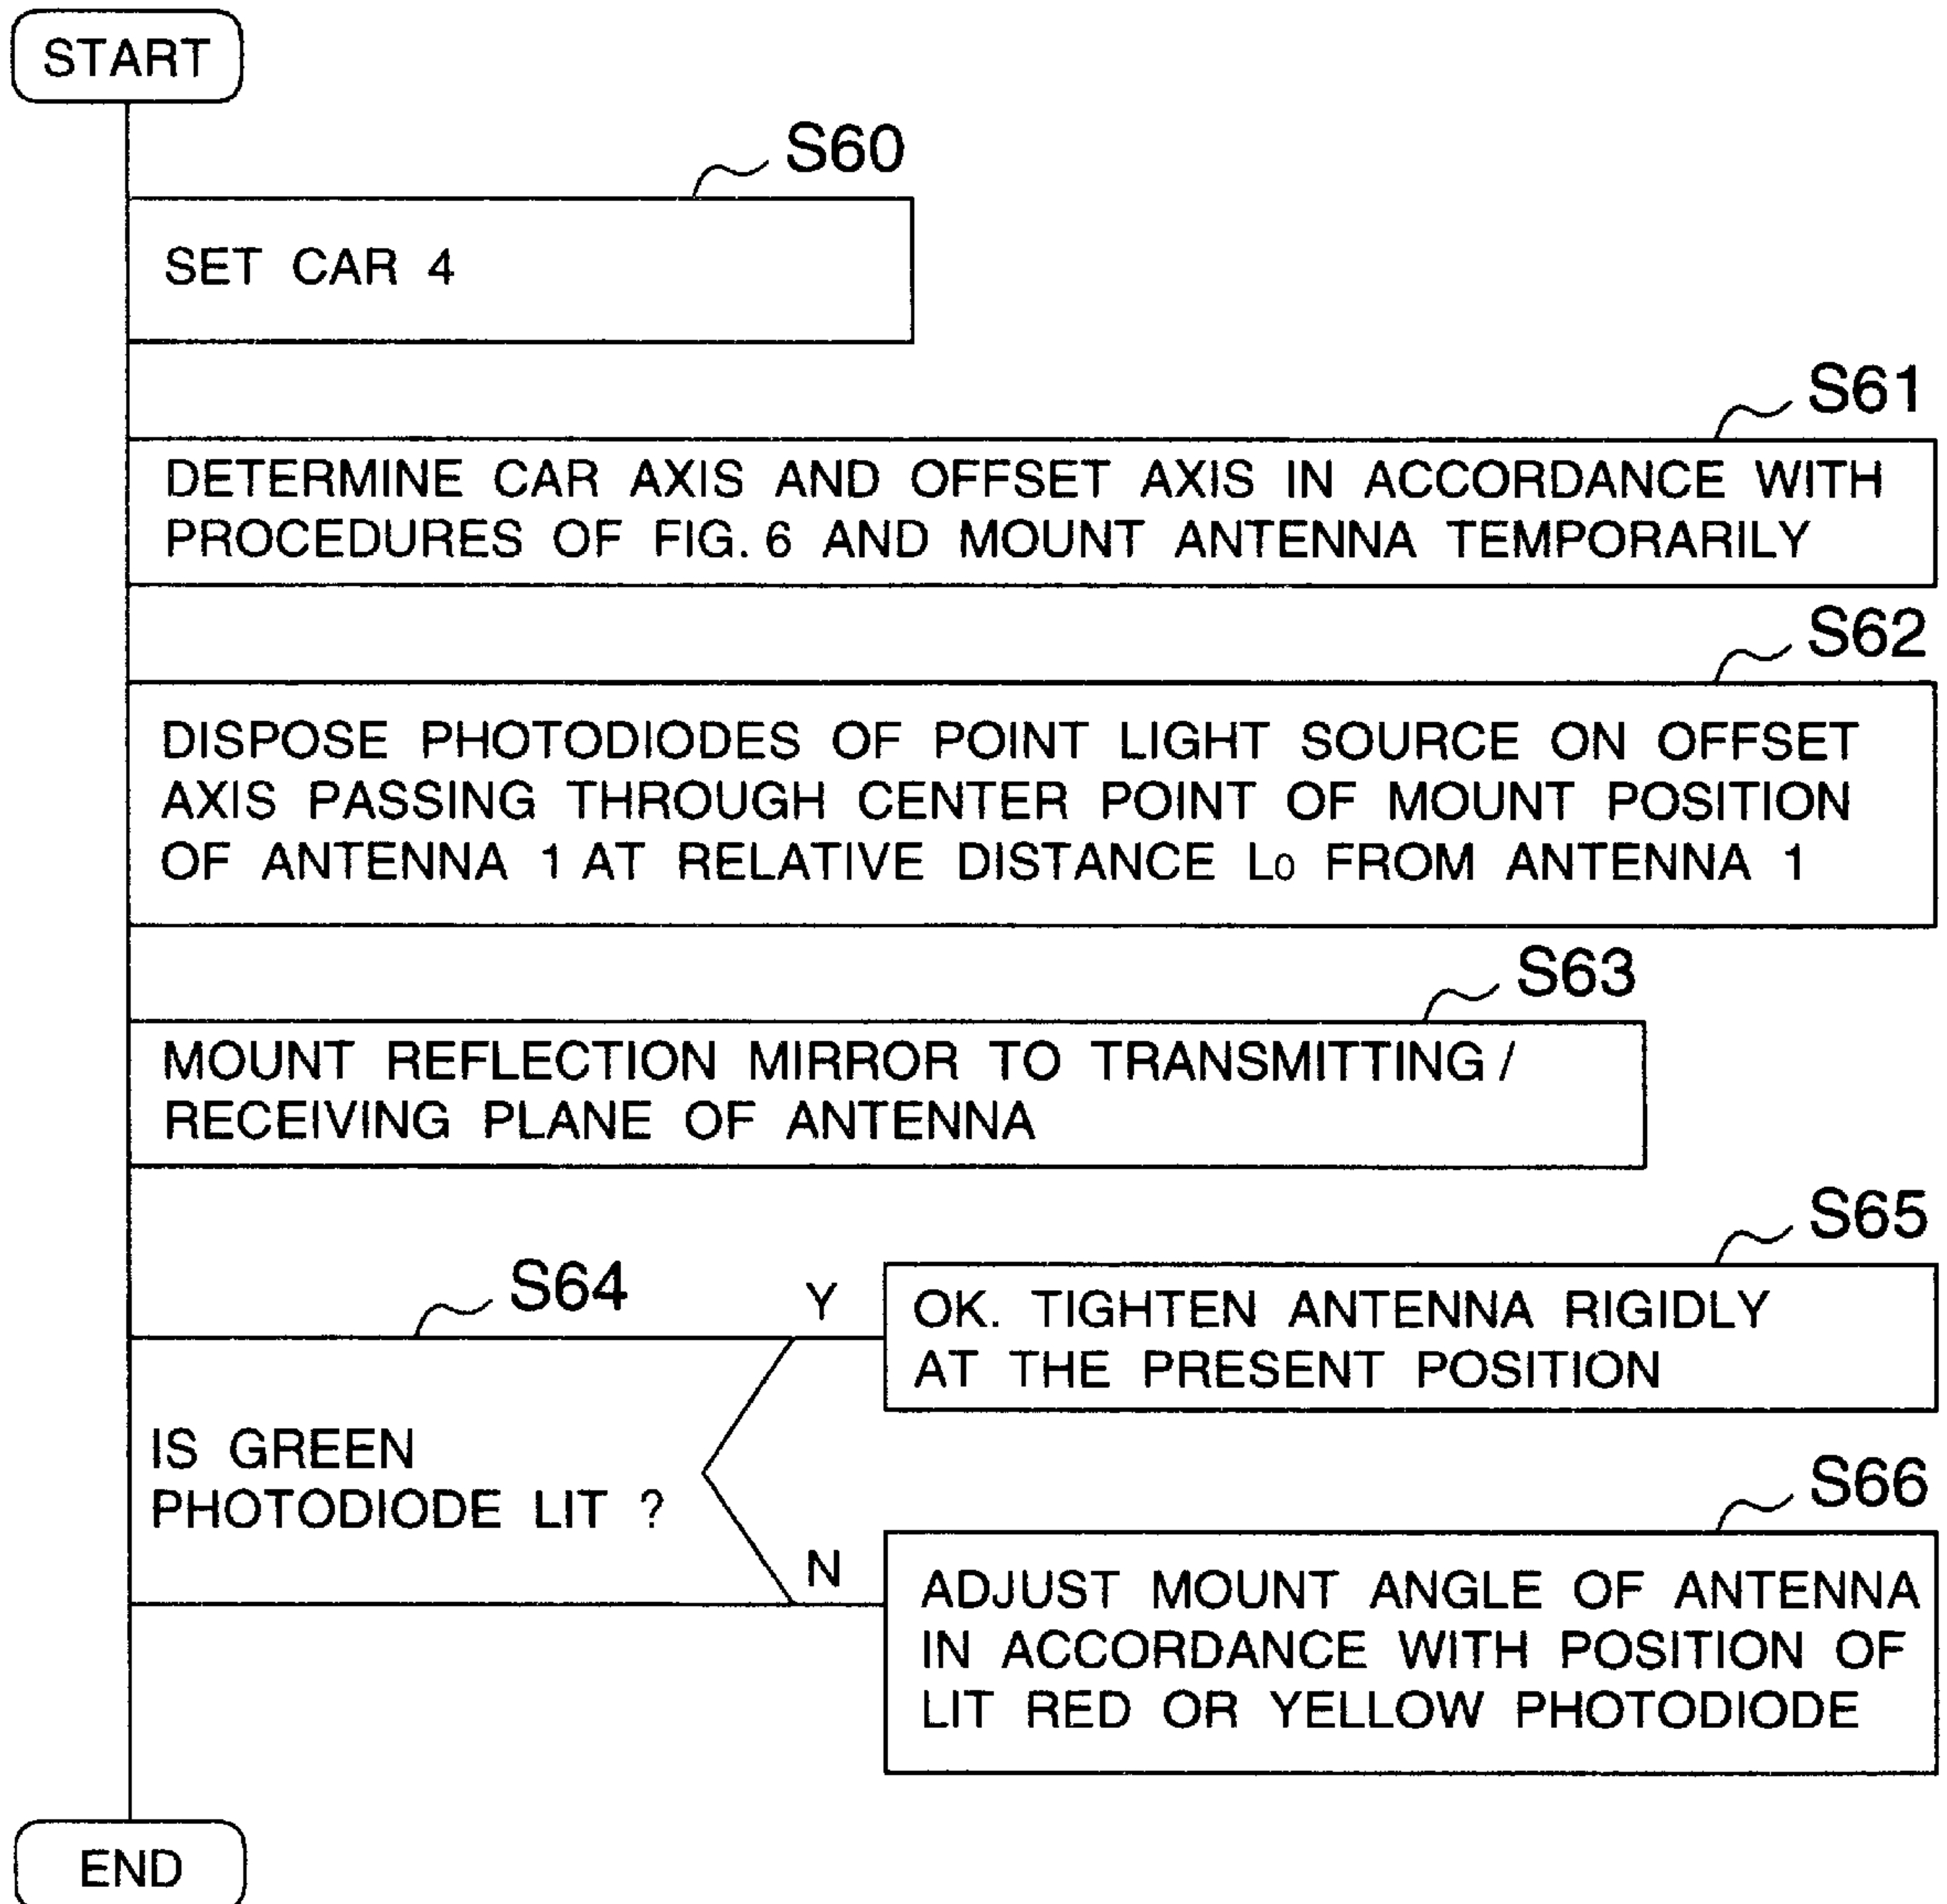 START
S60
SET CAR 4
S61
DETERMINE CAR AXIS AND OFFSET AXIS IN ACCORDANCE WITH
PROCEDURES OF FIG. 6 AND MOUNT ANTENNA TEMPORARILY
S62
DISPOSE PHOTODIODES OF POINT LIGHT SOURCE ON OFFSET
AXIS PASSING THROUGH CENTER POINT OF MOUNT POSITION
OF ANTENNA 1 AT RELATIVE DISTANCE L0 FROM ANTENNA 1
S63
MOUNT REFLECTION MIRROR TO TRANSMITTING /
RECEIVING PLANE OF ANTENNA
S64
IS GREEN
PHOTODIODE LIT ?
Y
S65
OK. TIGHTEN ANTENNA RIGIDLY
AT THE PRESENT POSITION
N
S66
ADJUST MOUNT ANGLE OF ANTENNA
IN ACCORDANCE WITH POSITION OF
LIT RED OR YELLOW PHOTODIODE
END